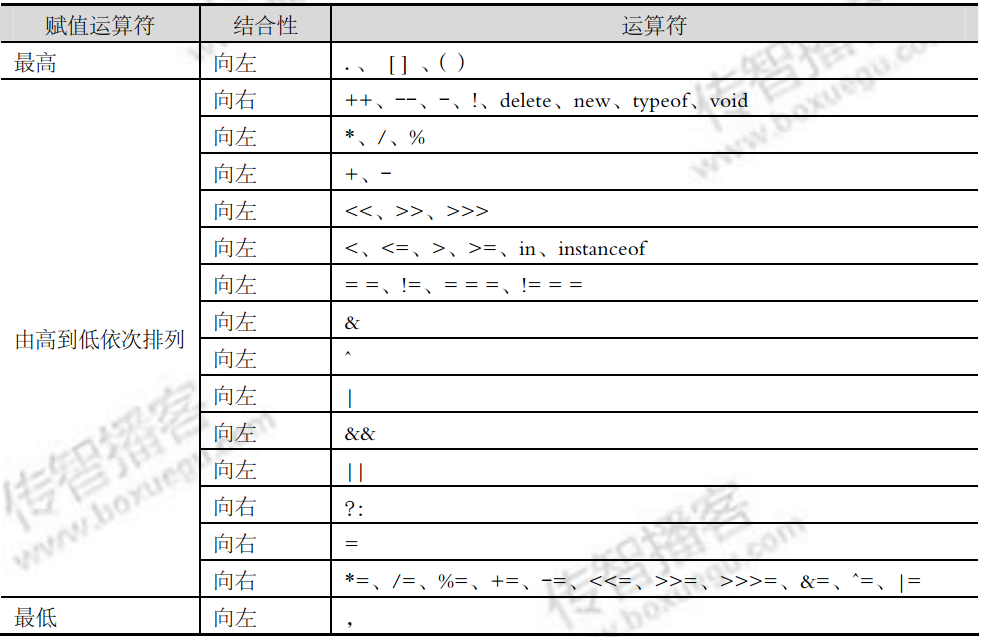 赋值运算符 结合性 运算符
最高 向左 .、 [ ] 、( )
向右 ++、--、-、!、delete、new、typeof、void
向左 *、/、%
向左 +、-
向左 <<、>>、>>>
向左 <、<=、>、>=、in、instanceof
向左 = =、!=、= = =、!= = =
向左 &
由高到低依次排列
向左 ^
向左 |
向左 &&
向左 ||
向右 ?:
向右 =
向右 *=、/=、%=、+=、-=、<<=、>>=、>>>=、&=、^=、|=
最低 向左 ,
传智播客
www.boxuegu.com
传智播客
www.boxuegu.com
传智播客
www.boxuegu.com